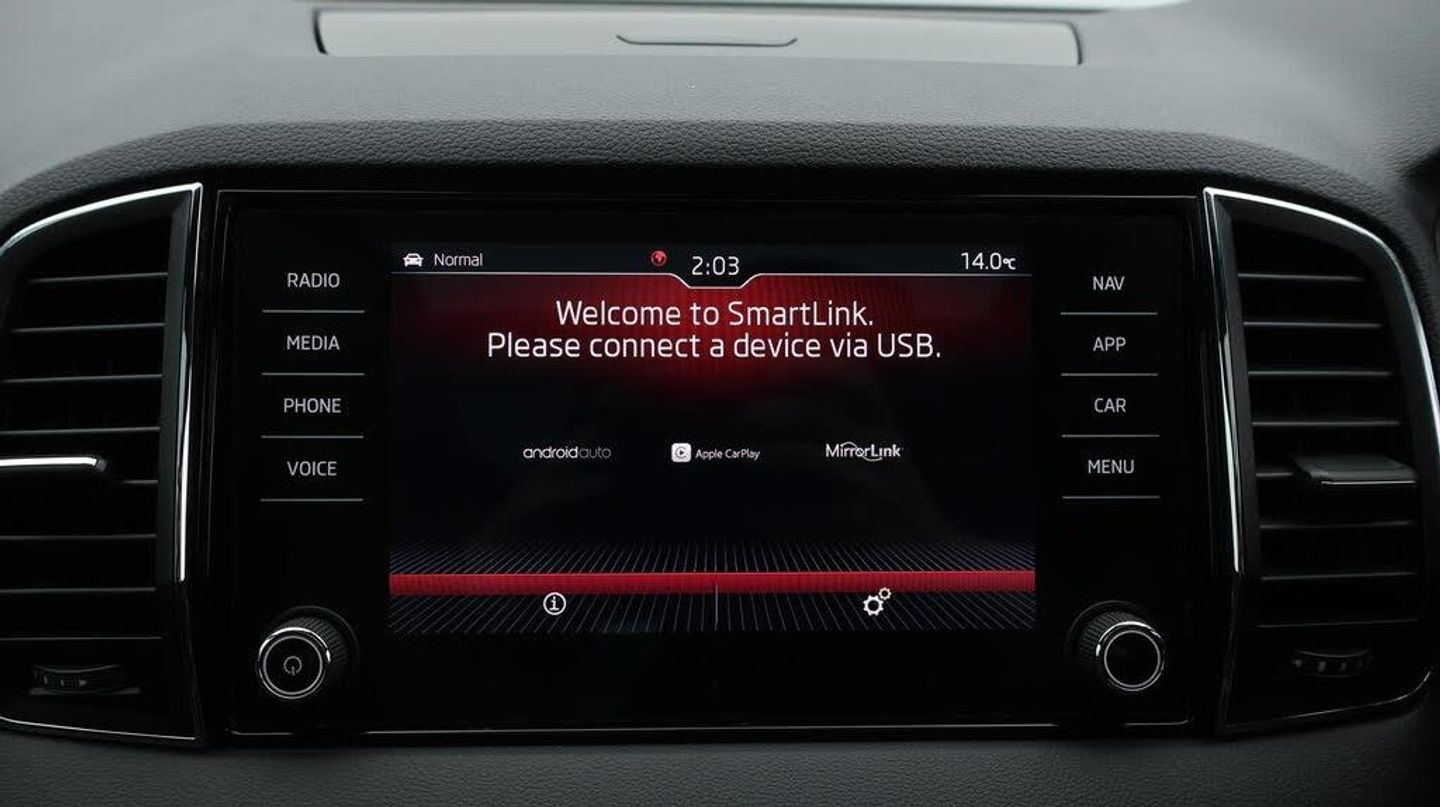 Normal
2:03
14.0°C
RADIO
MEDIA
PHONE
VOICE
Welcome to SmartLink.
Please connect a device via USB.
androidauto
Apple CarPlay
MirrorLink
NAV
APP
CAR
MENU